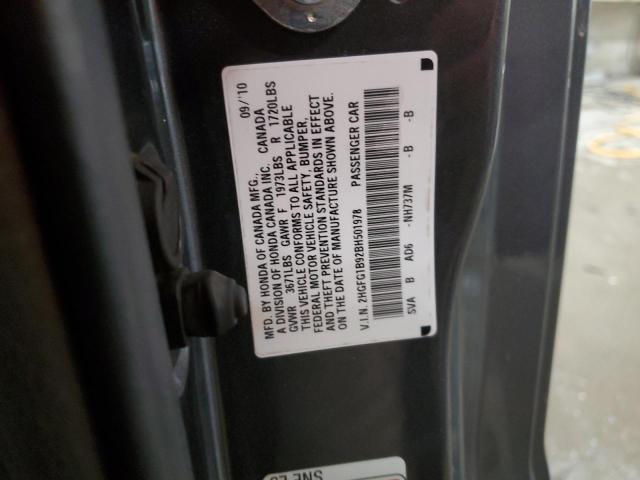 MFD. BY HONDA OF CANADA MFG., 09/'10
A DIVISION OF HONDA CANADA INC. CANADA
GVWR 3671LBS GAWR F 1973LBS R 1720LBS
THIS VEHICLE CONFORMS TO ALL APPLICABLE
FEDERAL MOTOR VEHICLE SAFETY, BUMPER,
AND THEFT PREVENTION STANDARDS IN EFFECT
ON THE DATE OF MANUFACTURE SHOWN ABOVE.
V.I.N. 2HGFG1B92BH501978 PASSENGER CAR
SVA B AD6 -NH737M -B -B
SNE